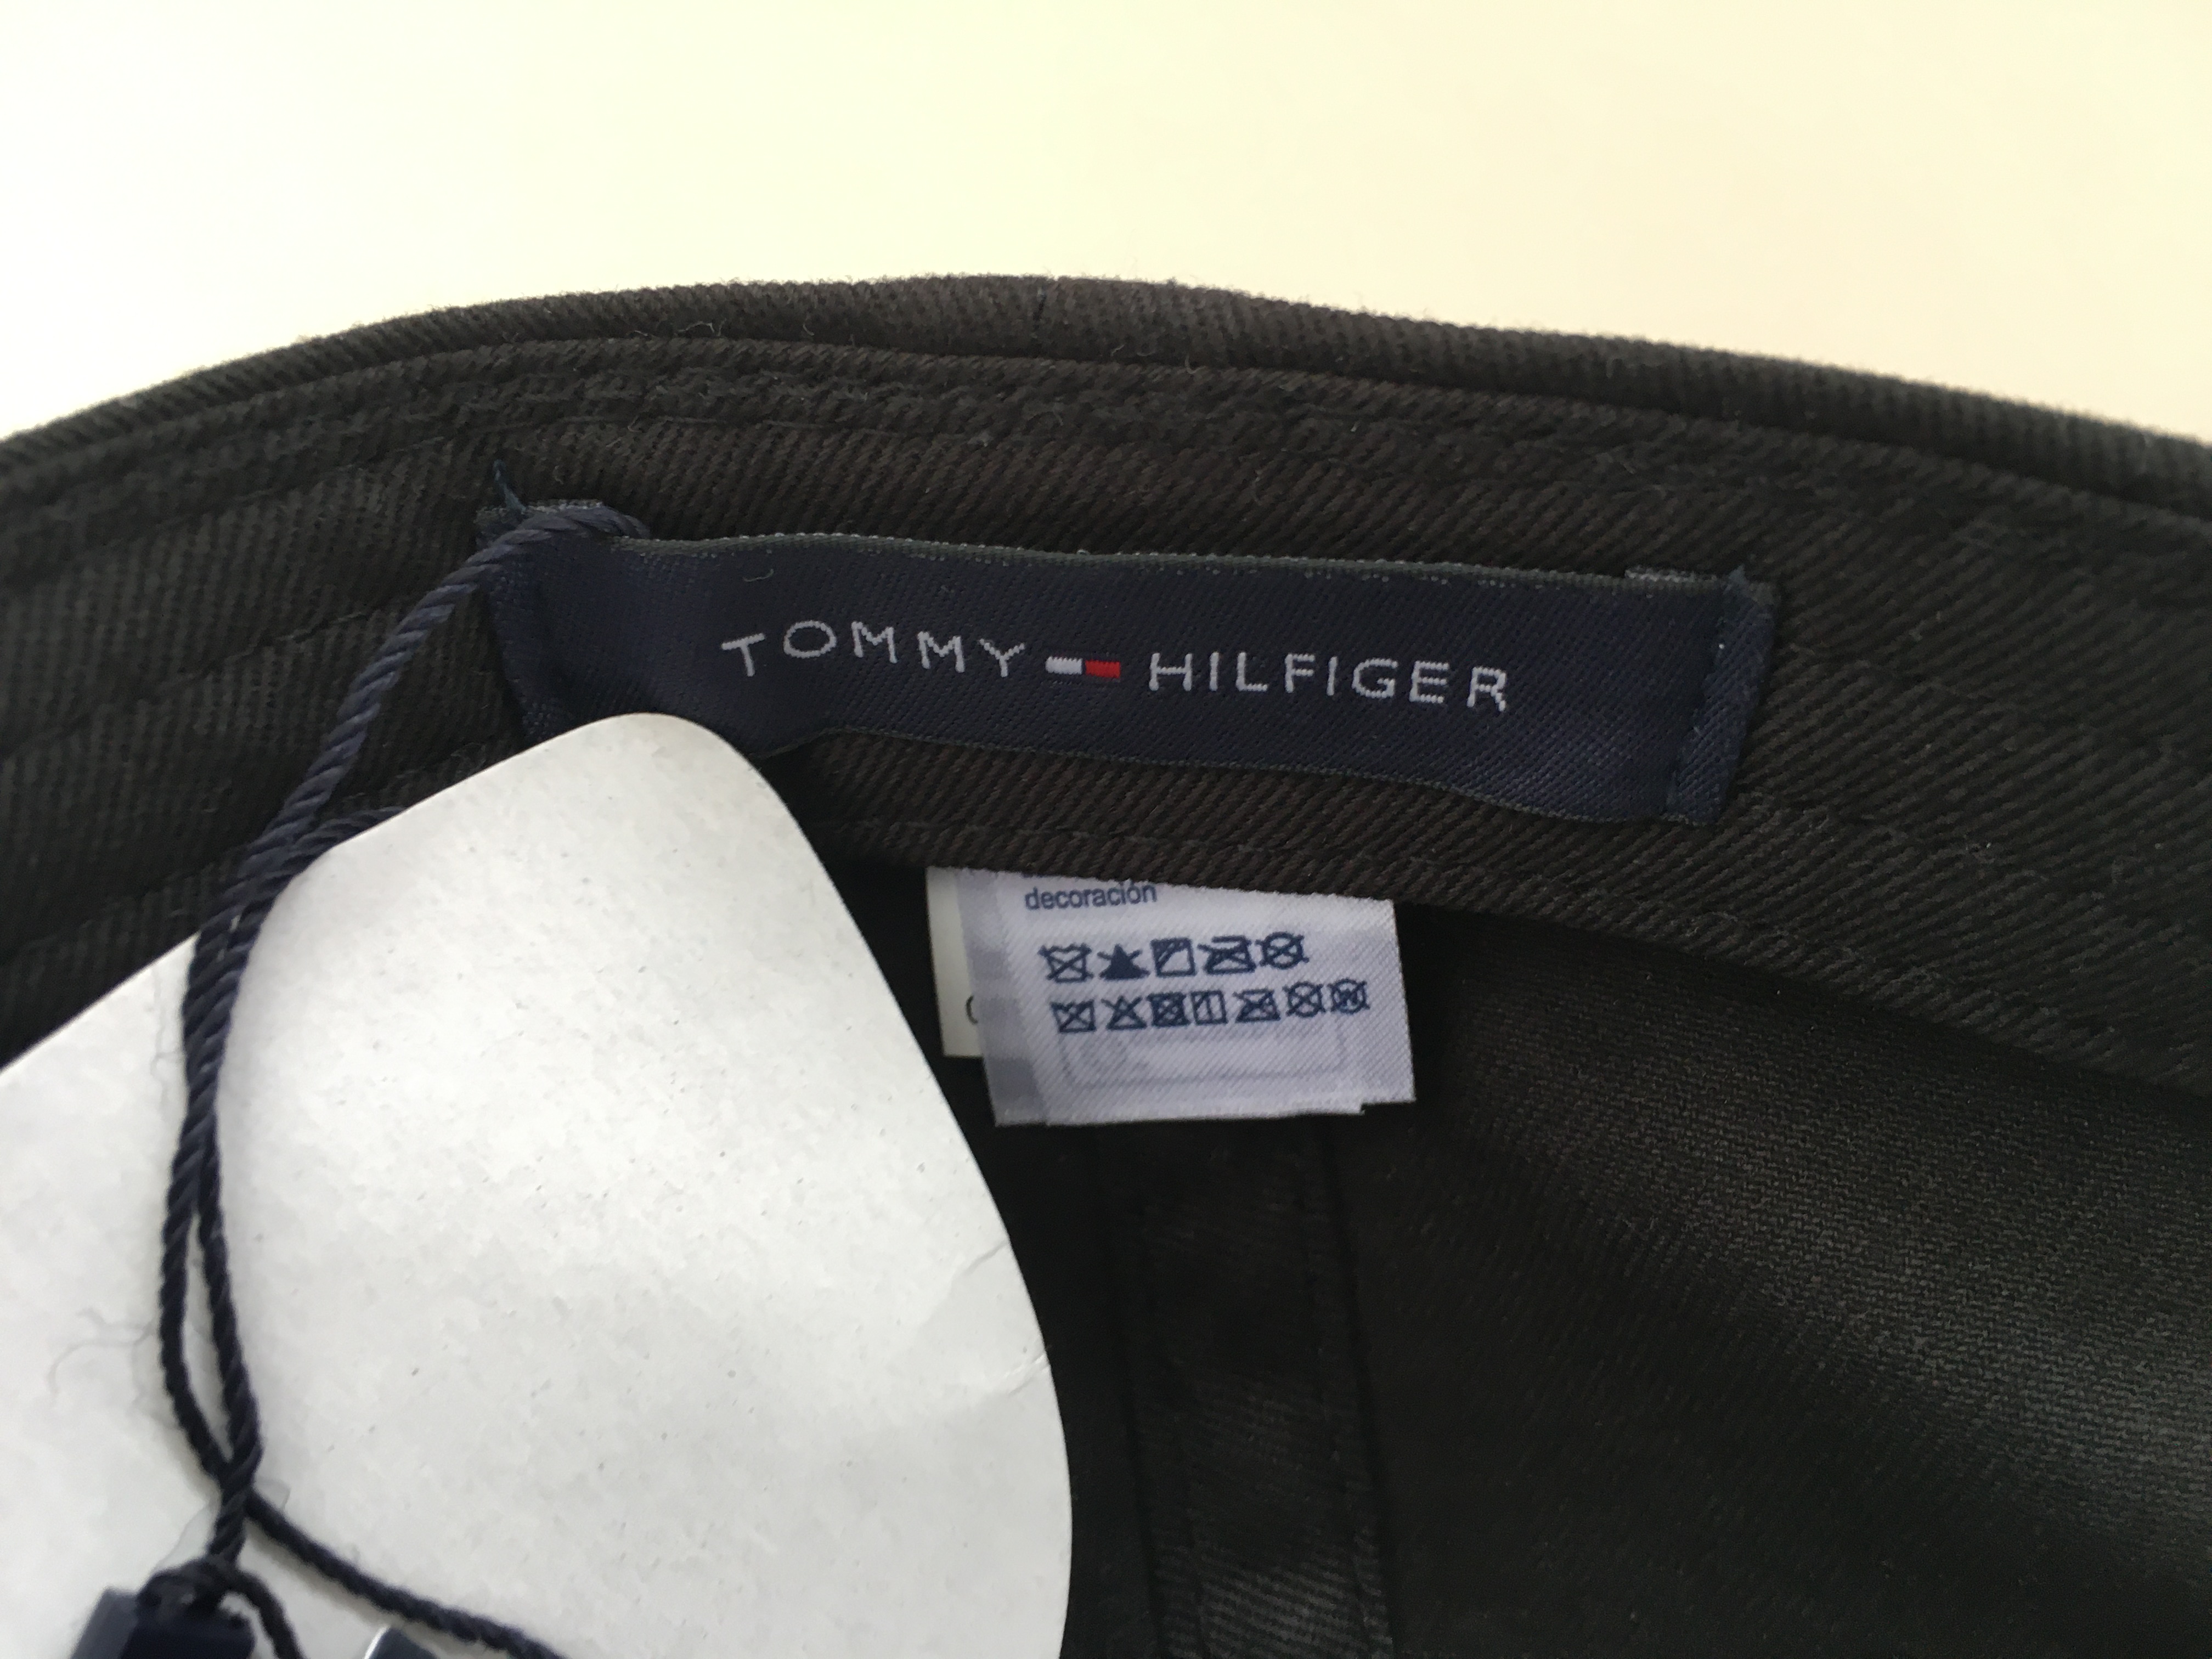 TOMMY HILFIGER
decoración